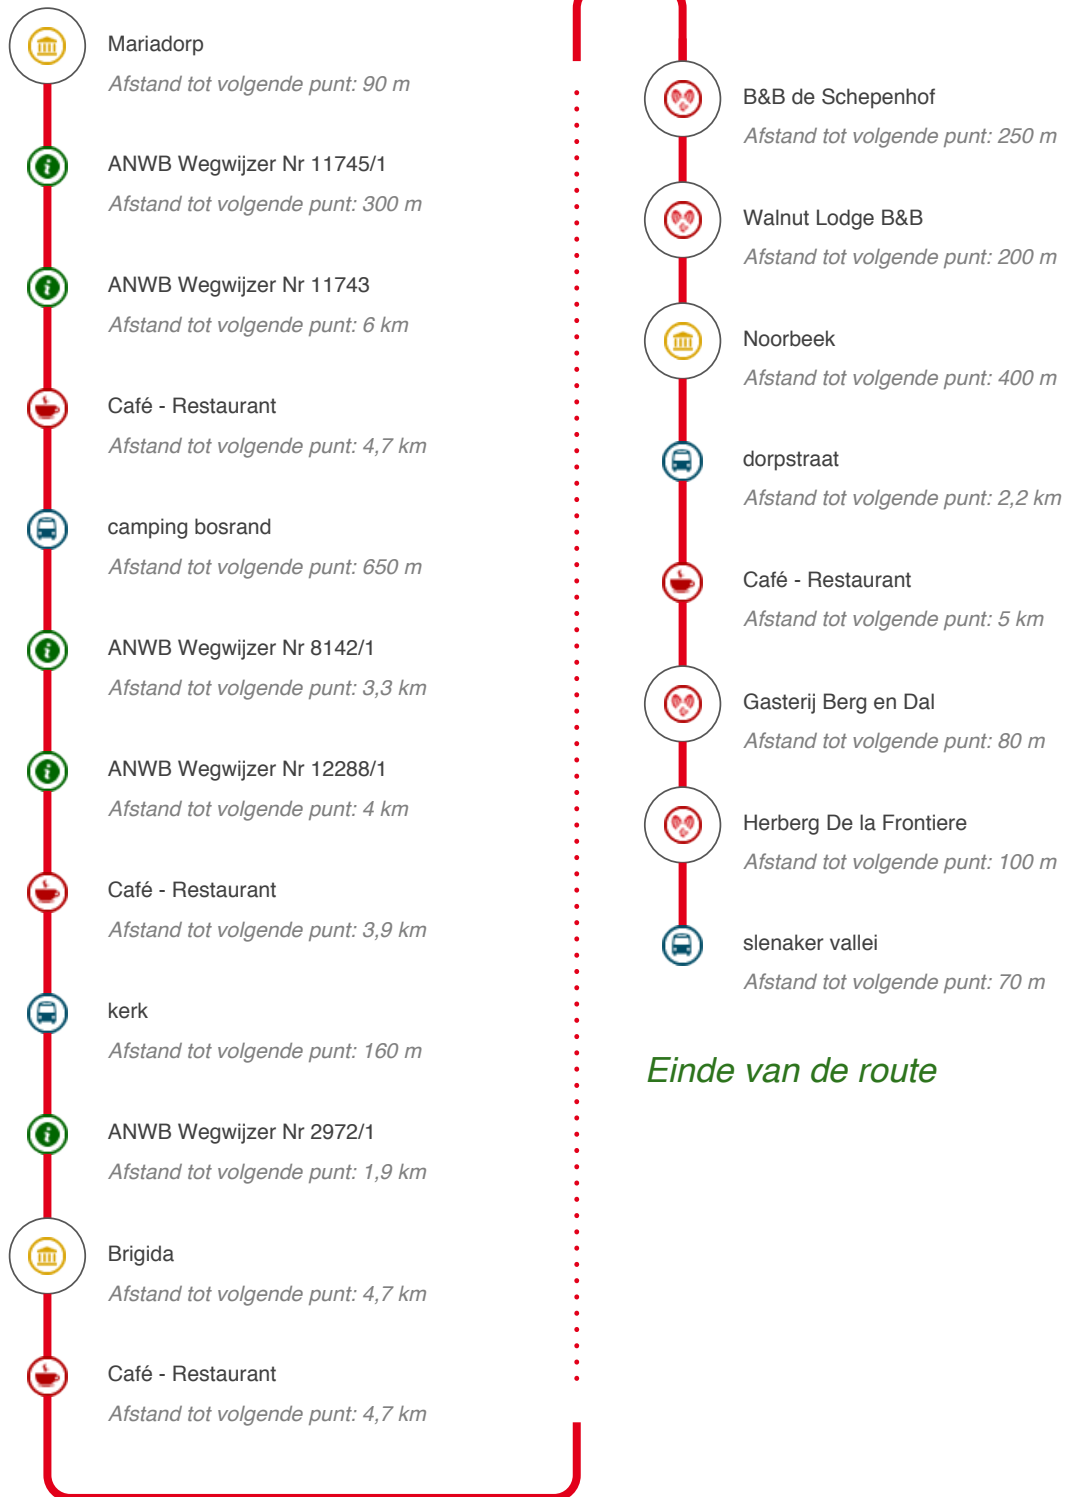 Mariadorp
Afstand tot volgende punt: 90 m
ANWB Wegwijzer Nr 11745/1
Afstand tot volgende punt: 300 m
ANWB Wegwijzer Nr 11743
Afstand tot volgende punt: 6 km
Café - Restaurant
Afstand tot volgende punt: 4,7 km
camping bosrand
Afstand tot volgende punt: 650 m
ANWB Wegwijzer Nr 8142/1
Afstand tot volgende punt: 3,3 km
ANWB Wegwijzer Nr 12288/1
Afstand tot volgende punt: 4 km
Café - Restaurant
Afstand tot volgende punt: 3,9 km
kerk
Afstand tot volgende punt: 160 m
ANWB Wegwijzer Nr 2972/1
Afstand tot volgende punt: 1,9 km
Brigida
Afstand tot volgende punt: 4,7 km
Café - Restaurant
Afstand tot volgende punt: 4,7 km
B&B de Schepenhof
Afstand tot volgende punt: 250 m
Walnut Lodge B&B
Afstand tot volgende punt: 200 m
Noorbeek
Afstand tot volgende punt: 400 m
dorpstraat
Afstand tot volgende punt: 2,2 km
Café - Restaurant
Afstand tot volgende punt: 5 km
Gasterij Berg en Dal
Afstand tot volgende punt: 80 m
Herberg De la Frontiere
Afstand tot volgende punt: 100 m
slenaker vallei
Afstand tot volgende punt: 70 m
Einde van de route